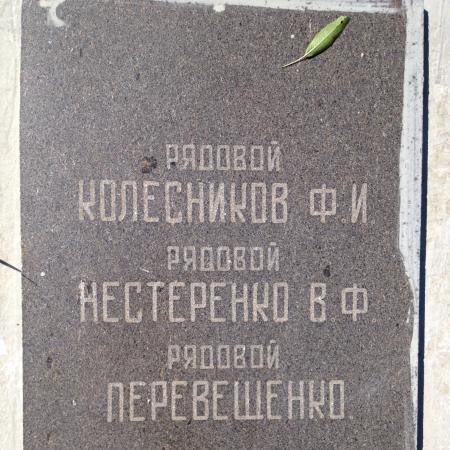 РЯДОВОЙ
КОЛЕСНИКОВ Ф.И.
РЯДОВОЙ
НЕСТЕРЕНКО В.Ф.
РЯДОВОЙ
ПЕРЕВЕЩЕНКО.